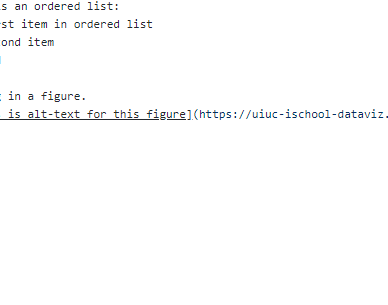 s an ordered list:
st item in ordered list
ond item
in a figure.
is alt-text for this figure](https://uiuc-ischool-dataviz.